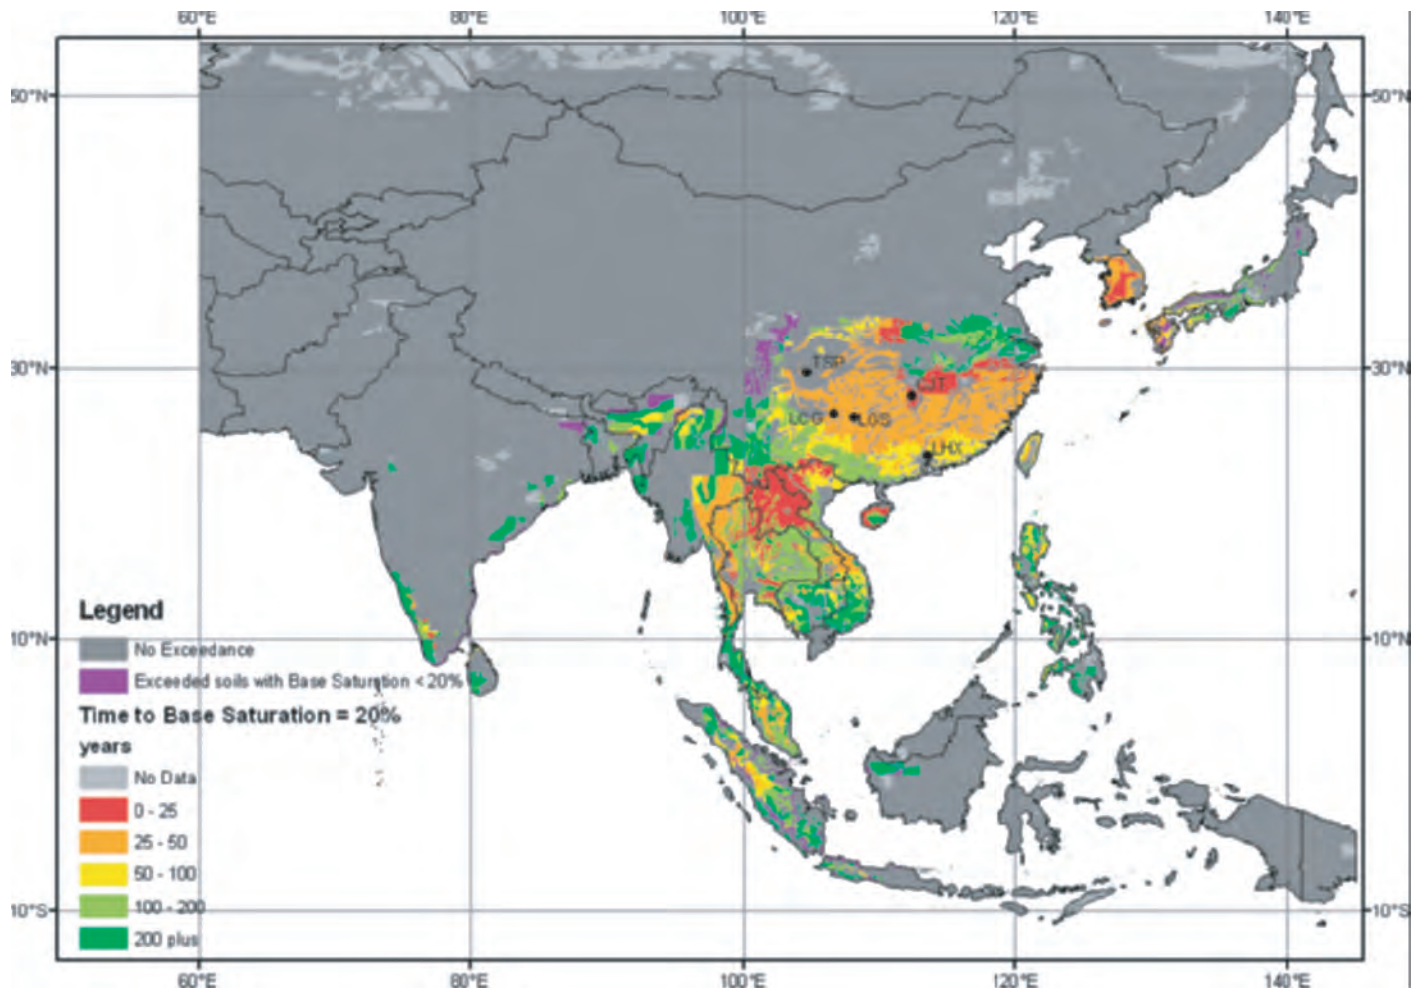 60°E 80°E 100°E 120°E 140°E
50°N 50°N
30°N 30°N
TSP
CJT
LCG LGS
LHX
Legend
10°N 10°N
No Exceedance
Exceeded soils with Base Saturation <20%
Time to Base Saturation = 20%
years
No Data
0 - 25
25 - 50
50 - 100
100 - 200
10°S 10°S
200 plus
60°E 80°E 100°E 120°E 140°E